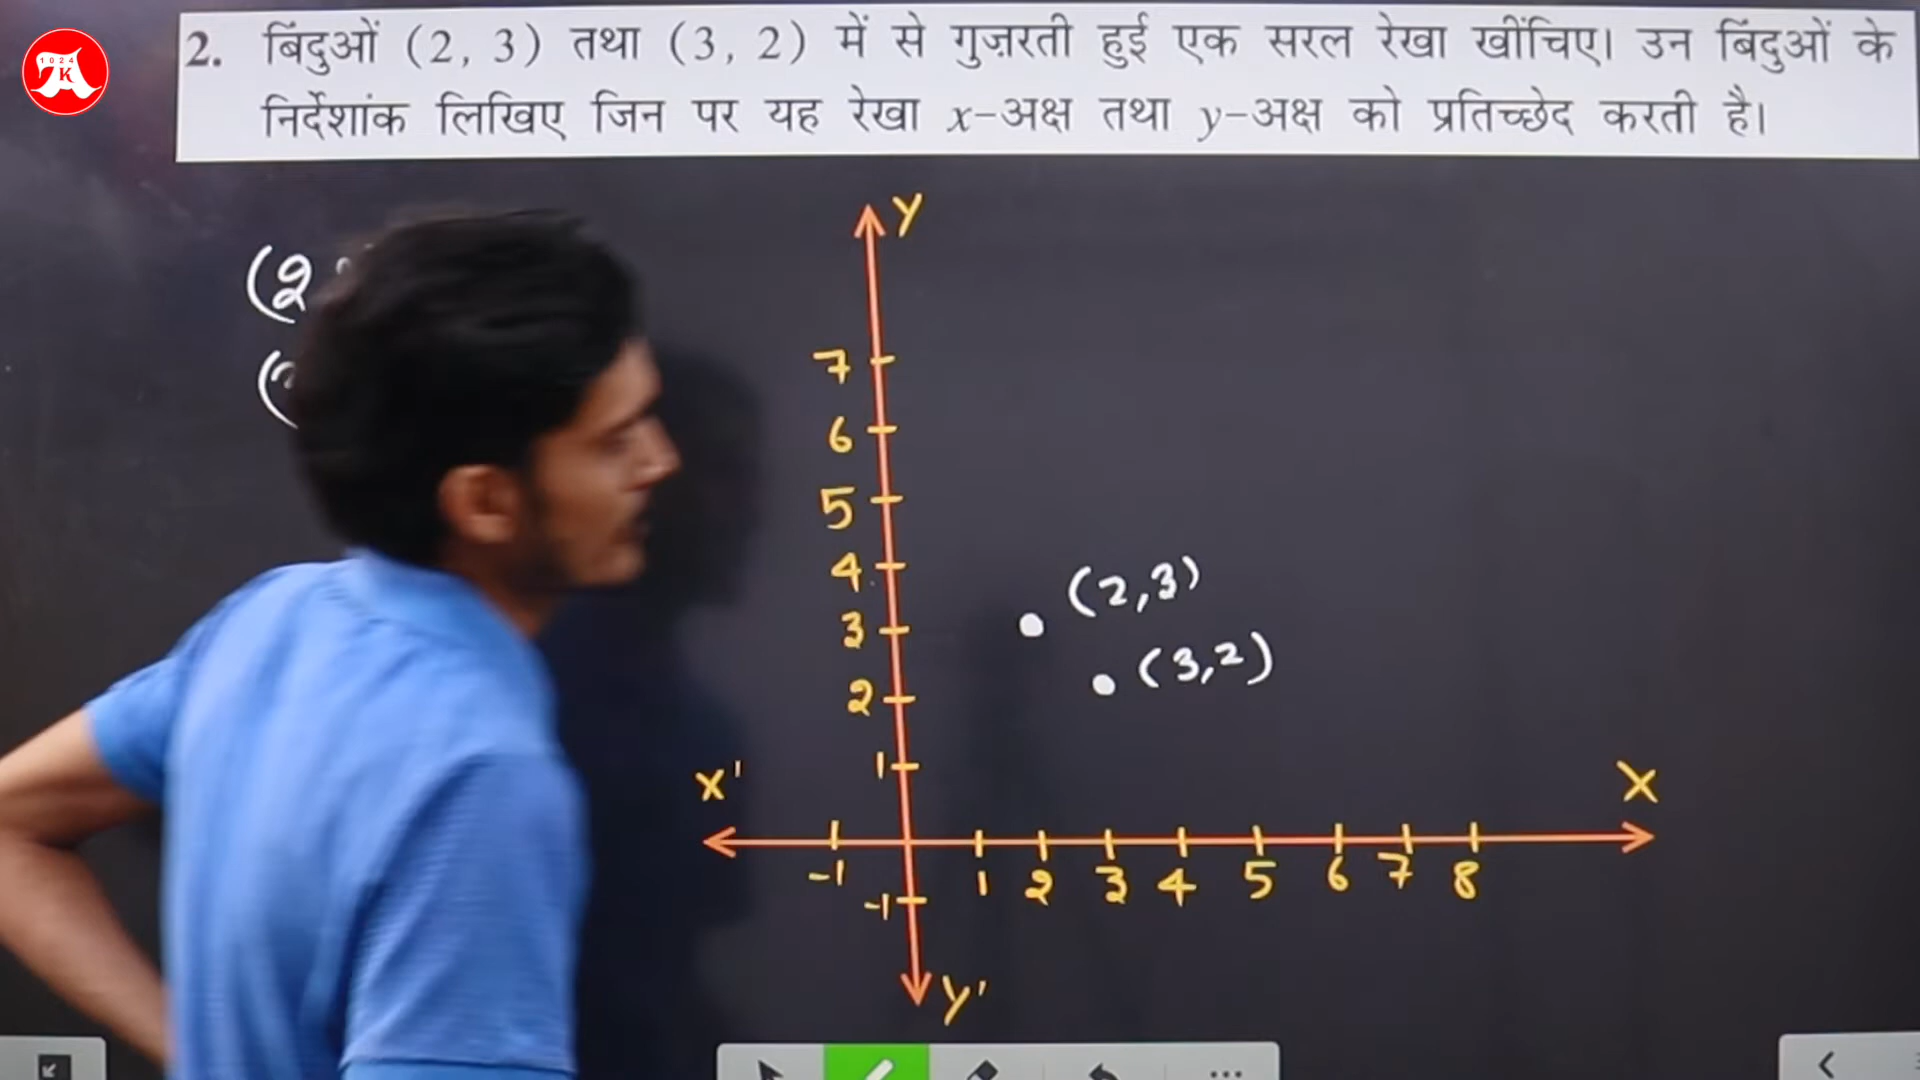 1024
K
2. बिंदुओं (2, 3) तथा (3, 2) में से गुज़रती हुई एक सरल रेखा खींचिए। उन बिंदुओं के
निर्देशांक लिखिए जिन पर यह रेखा x-अक्ष तथा y-अक्ष को प्रतिच्छेद करती है।
(2
(
Y
7
6
5
4
3
2
1
(2,3)
(3,2)
X'
X
-1 1 2 3 4 5 6 7 8
-1
Y'